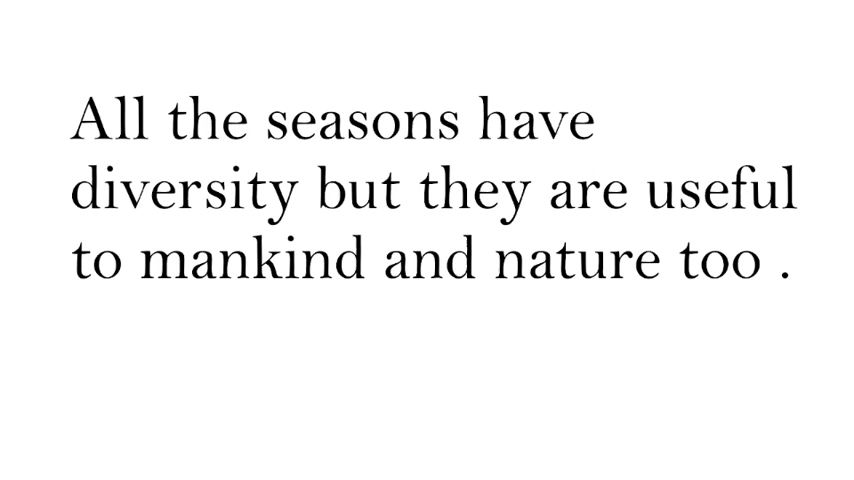 All the seasons have
diversity but they are useful
to mankind and nature too .